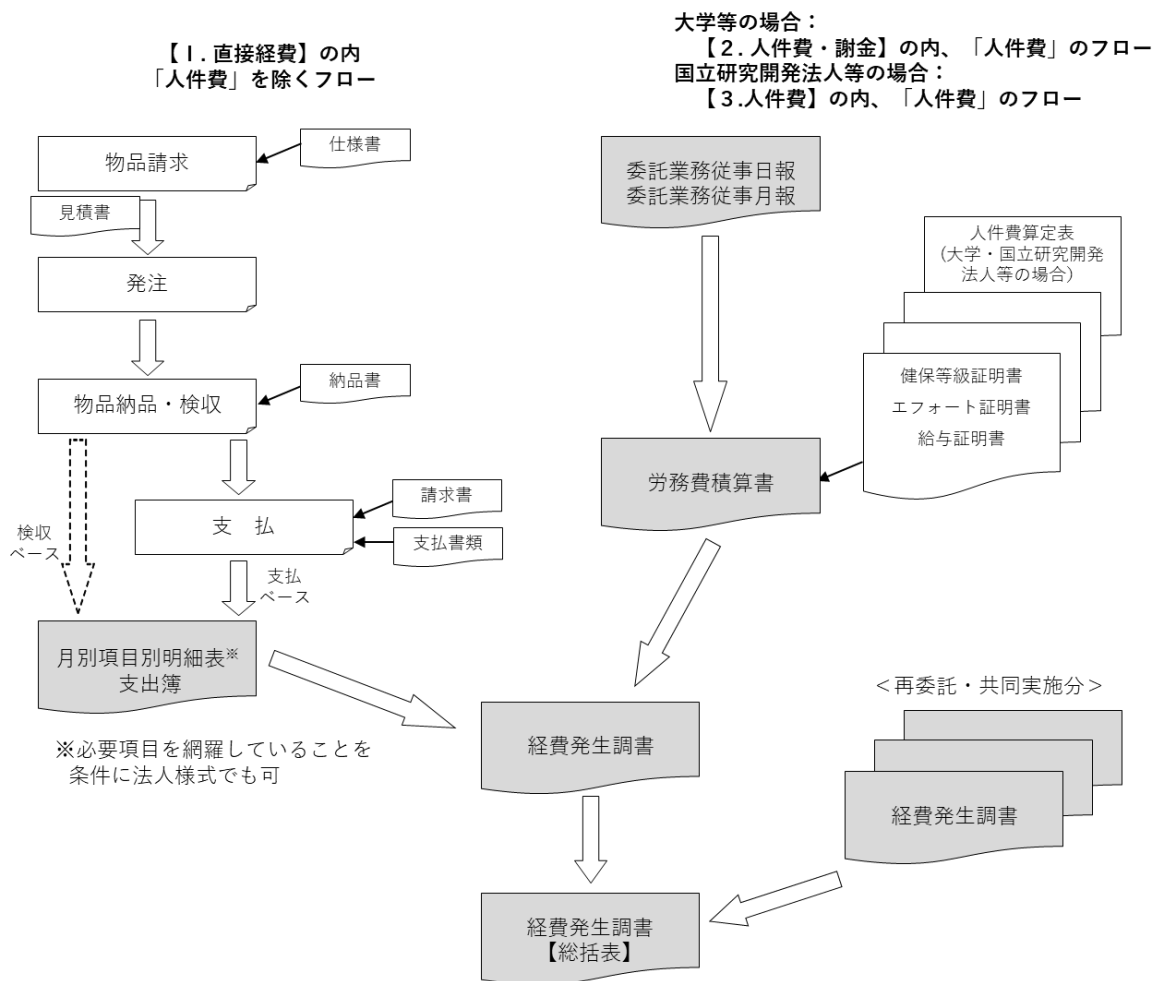 【１.直接経費】の内
「人件費」を除くフロー
物品請求
仕様書
見積書
発注
物品納品・検収
納品書
支　払
請求書
支払書類
検収
ベース
支払
ベース
月別項目別明細表※
支出簿
※必要項目を網羅していることを
条件に法人様式でも可
大学等の場合：
【２.人件費・謝金】の内、「人件費」のフロー
国立研究開発法人等の場合：
【３.人件費】の内、「人件費」のフロー
委託業務従事日報
委託業務従事月報
人件費算定表
(大学・国立研究開発
法人等の場合)
健保等級証明書
エフォート証明書
給与証明書
労務費積算書
経費発生調書
＜再委託・共同実施分＞
経費発生調書
経費発生調書
【総括表】